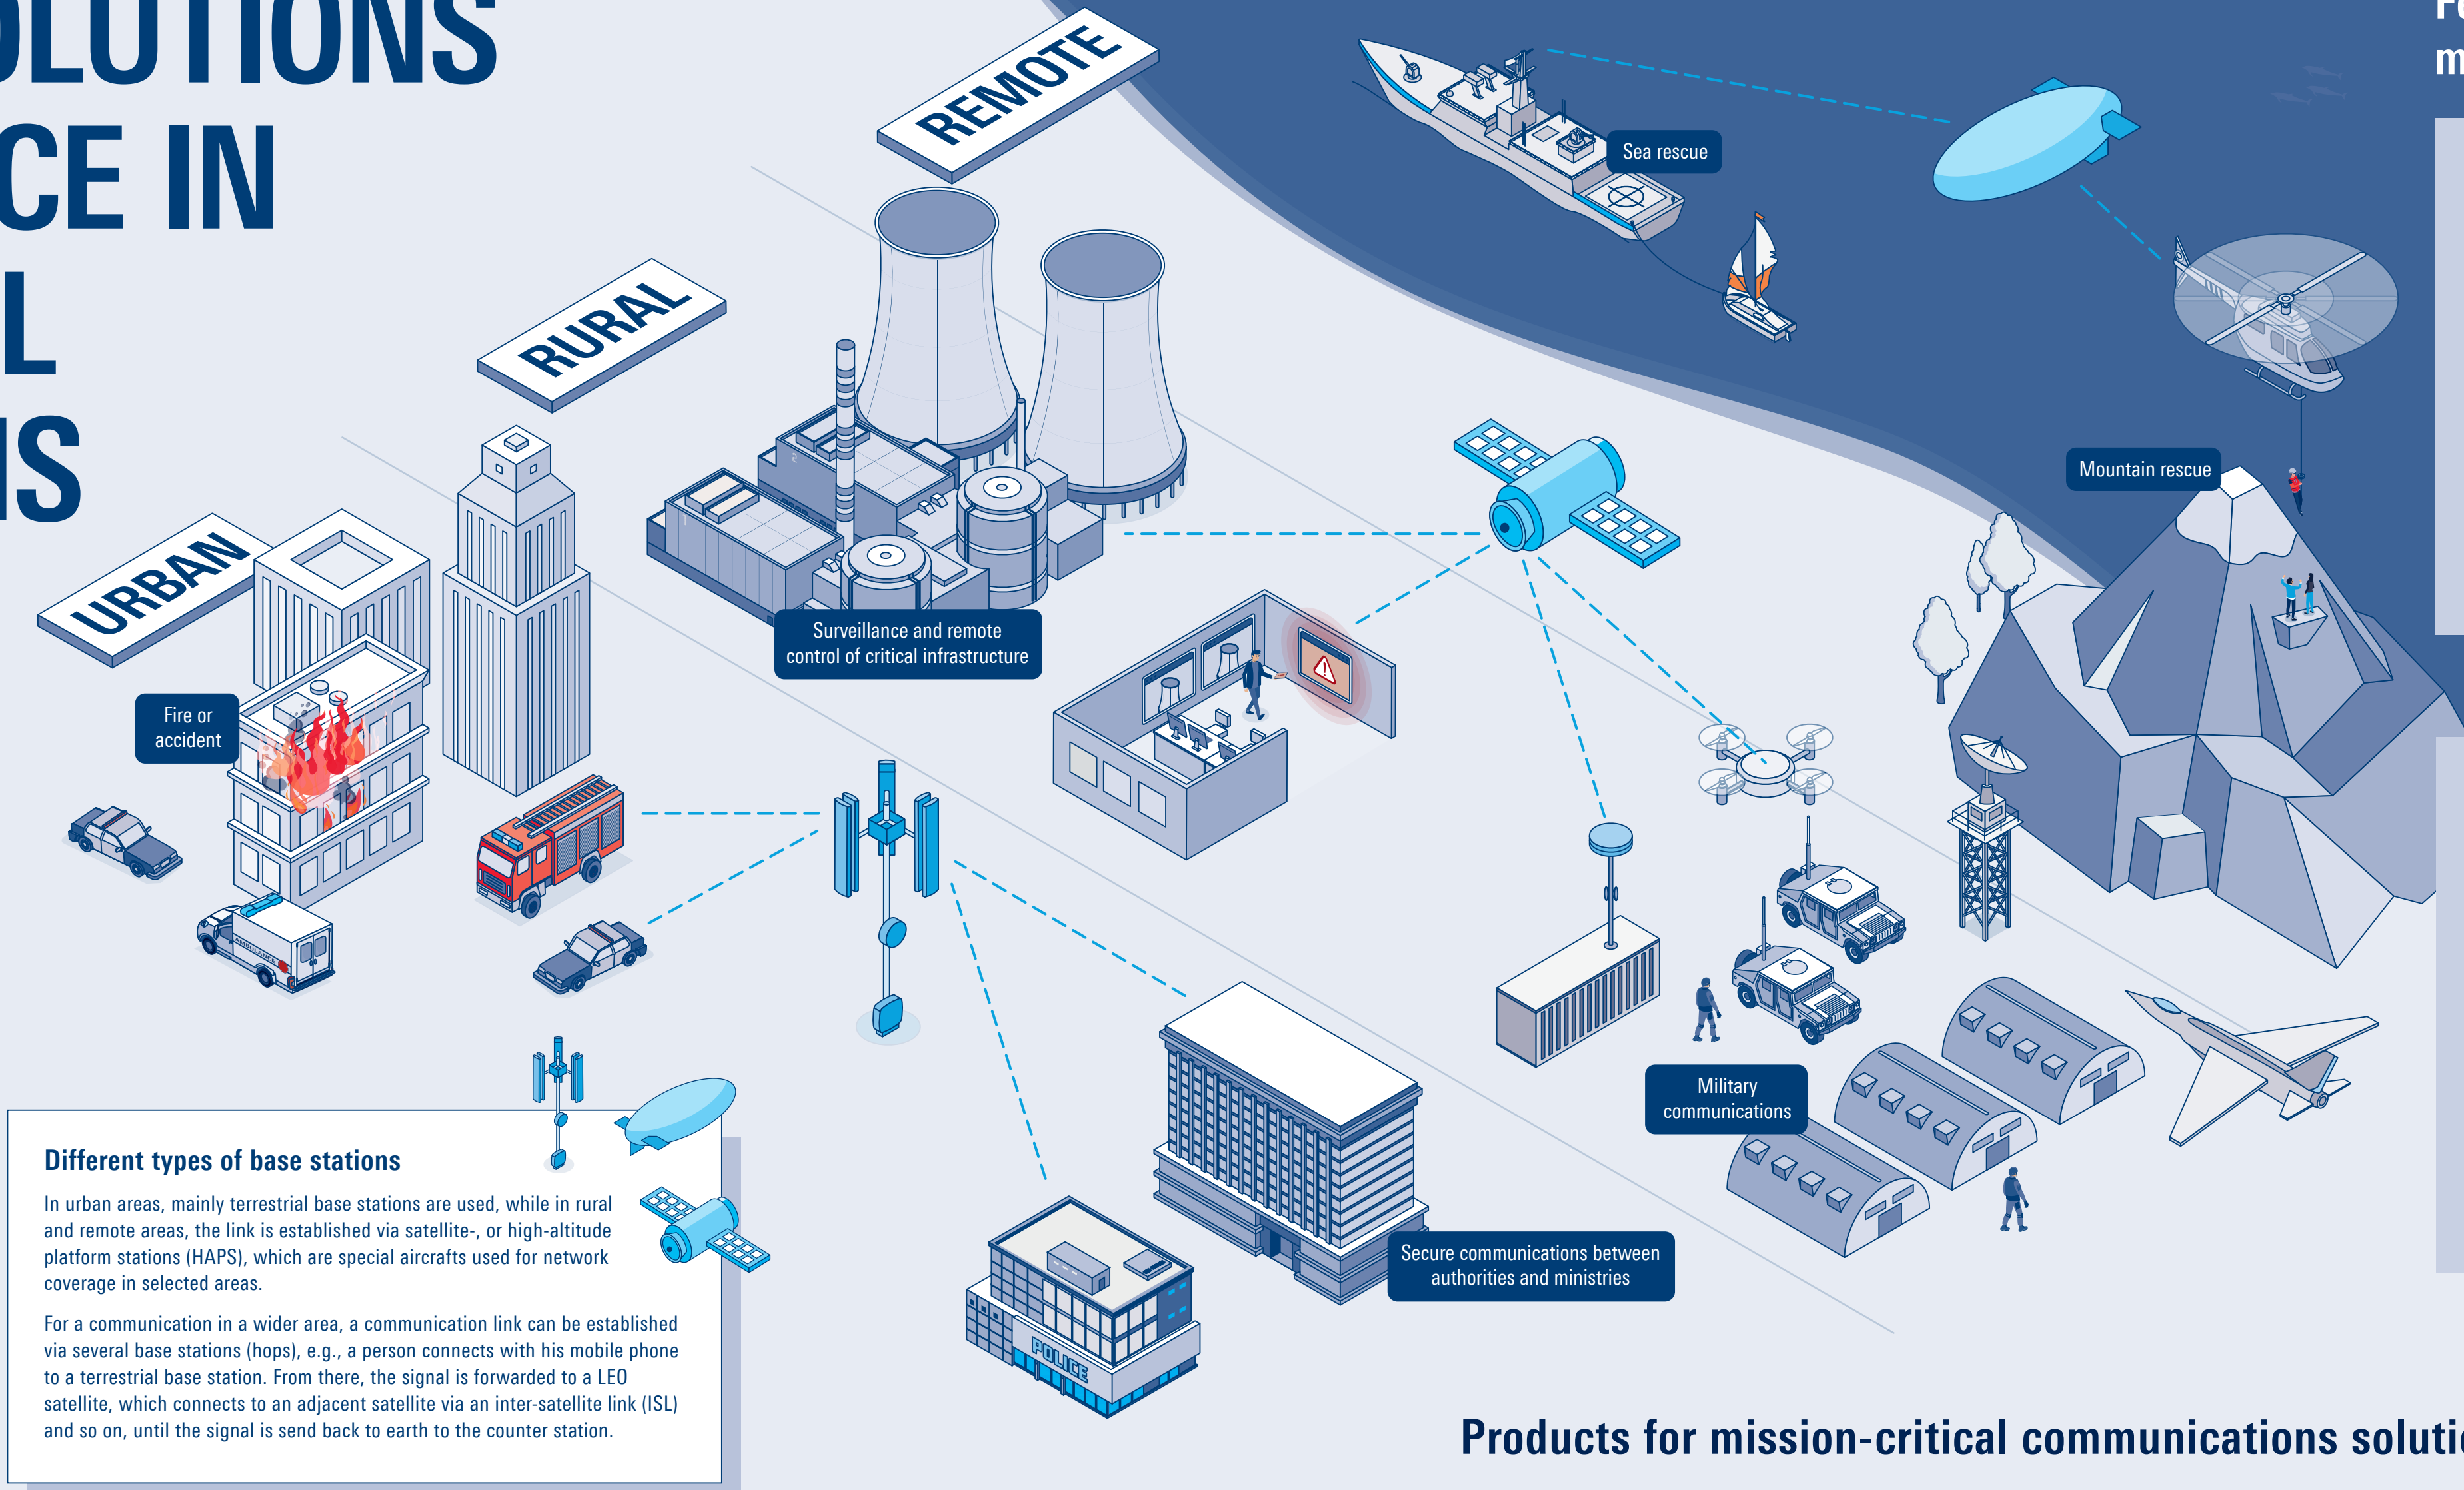 OLUTIONS
CE IN
L
NS
REMOTE
RURAL
URBAN
Sea rescue
Mountain rescue
Surveillance and remote
control of critical infrastructure
Fire or
accident
AMBULANCE
Military
communications
Secure communications between
authorities and ministries
POLICE
Different types of base stations
In urban areas, mainly terrestrial base stations are used, while in rural
and remote areas, the link is established via satellite-, or high-altitude
platform stations (HAPS), which are special aircrafts used for network
coverage in selected areas.
For a communication in a wider area, a communication link can be established
via several base stations (hops), e.g., a person connects with his mobile phone
to a terrestrial base station. From there, the signal is forwarded to a LEO
satellite, which connects to an adjacent satellite via an inter-satellite link (ISL)
and so on, until the signal is send back to earth to the counter station.
Products for mission-critical communications soluti